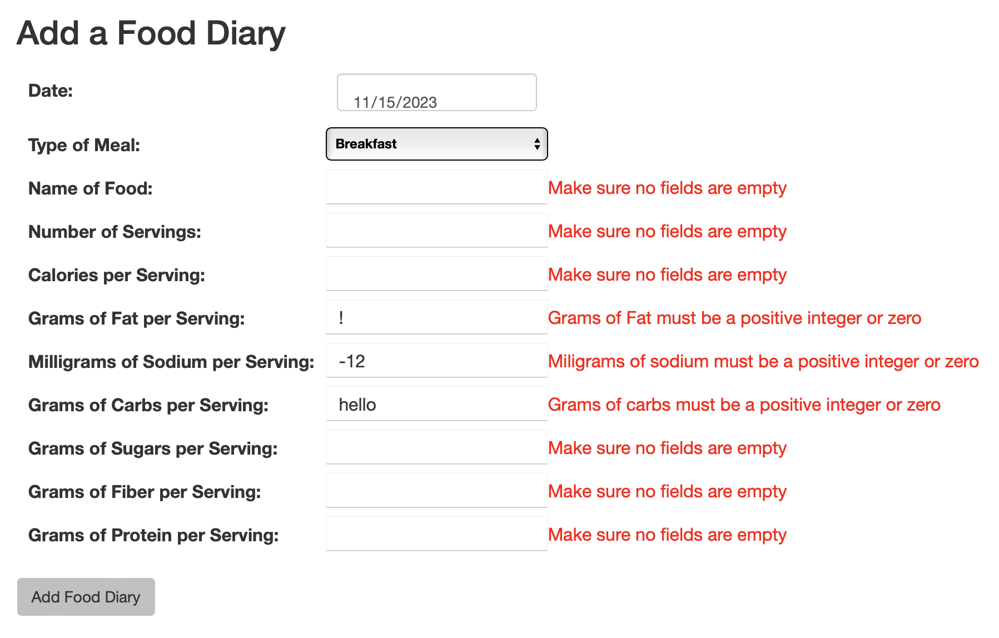 Add a Food Diary
Date: 11/15/2023
Type of Meal: Breakfast
Name of Food: Make sure no fields are empty
Number of Servings: Make sure no fields are empty
Calories per Serving: Make sure no fields are empty
Grams of Fat per Serving: ! Grams of Fat must be a positive integer or zero
Milligrams of Sodium per Serving: -12 Miligrams of sodium must be a positive integer or zero
Grams of Carbs per Serving: hello Grams of carbs must be a positive integer or zero
Grams of Sugars per Serving: Make sure no fields are empty
Grams of Fiber per Serving: Make sure no fields are empty
Grams of Protein per Serving: Make sure no fields are empty
Add Food Diary